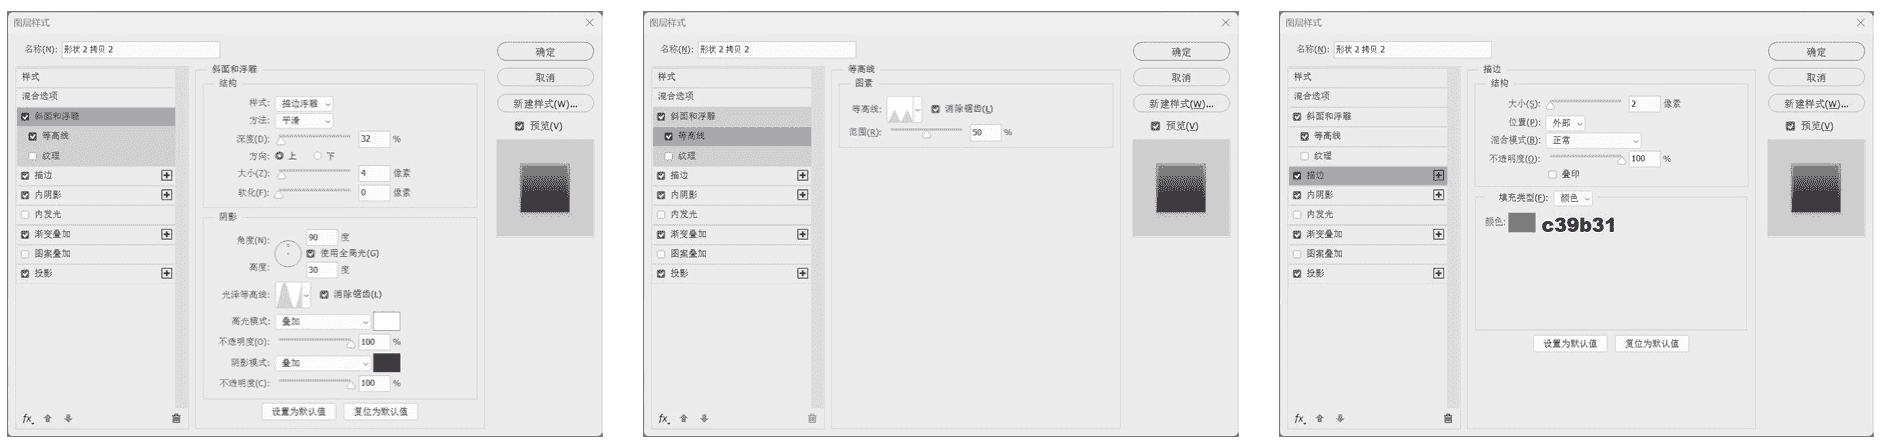 图层样式
名称(N): 形状 2 拷贝 2
样式
混合选项
斜面和浮雕
等高线
纹理
描边
内阴影
内发光
渐变叠加
图案叠加
投影
fx
斜面和浮雕
结构
样式: 描边浮雕
方法: 平滑
深度(D): 32 %
方向: 上 下
大小(Z): 4 像素
软化(F): 0 像素
阴影
角度(N): 90 度
使用全局光(G)
高度: 30 度
光泽等高线: 消除锯齿(L)
高光模式: 叠加
不透明度(O): 100 %
阴影模式: 叠加
不透明度(C): 100 %
设置为默认值 复位为默认值
确定
取消
新建样式(W)...
预览(V)
图层样式
名称(N): 形状 2 拷贝 2
样式
混合选项
斜面和浮雕
等高线
纹理
描边
内阴影
内发光
渐变叠加
图案叠加
投影
fx
等高线
图素
等高线: 消除锯齿(L)
范围(R): 50 %
确定
取消
新建样式(W)...
预览(V)
图层样式
名称(N): 形状 2 拷贝 2
样式
混合选项
斜面和浮雕
等高线
纹理
描边
内阴影
内发光
渐变叠加
图案叠加
投影
fx
描边
结构
大小(S): 2 像素
位置(P): 外部
混合模式(B): 正常
不透明度(O): 100 %
叠印
填充类型(F): 颜色
颜色: c39b31
设置为默认值 复位为默认值
确定
取消
新建样式(W)...
预览(V)